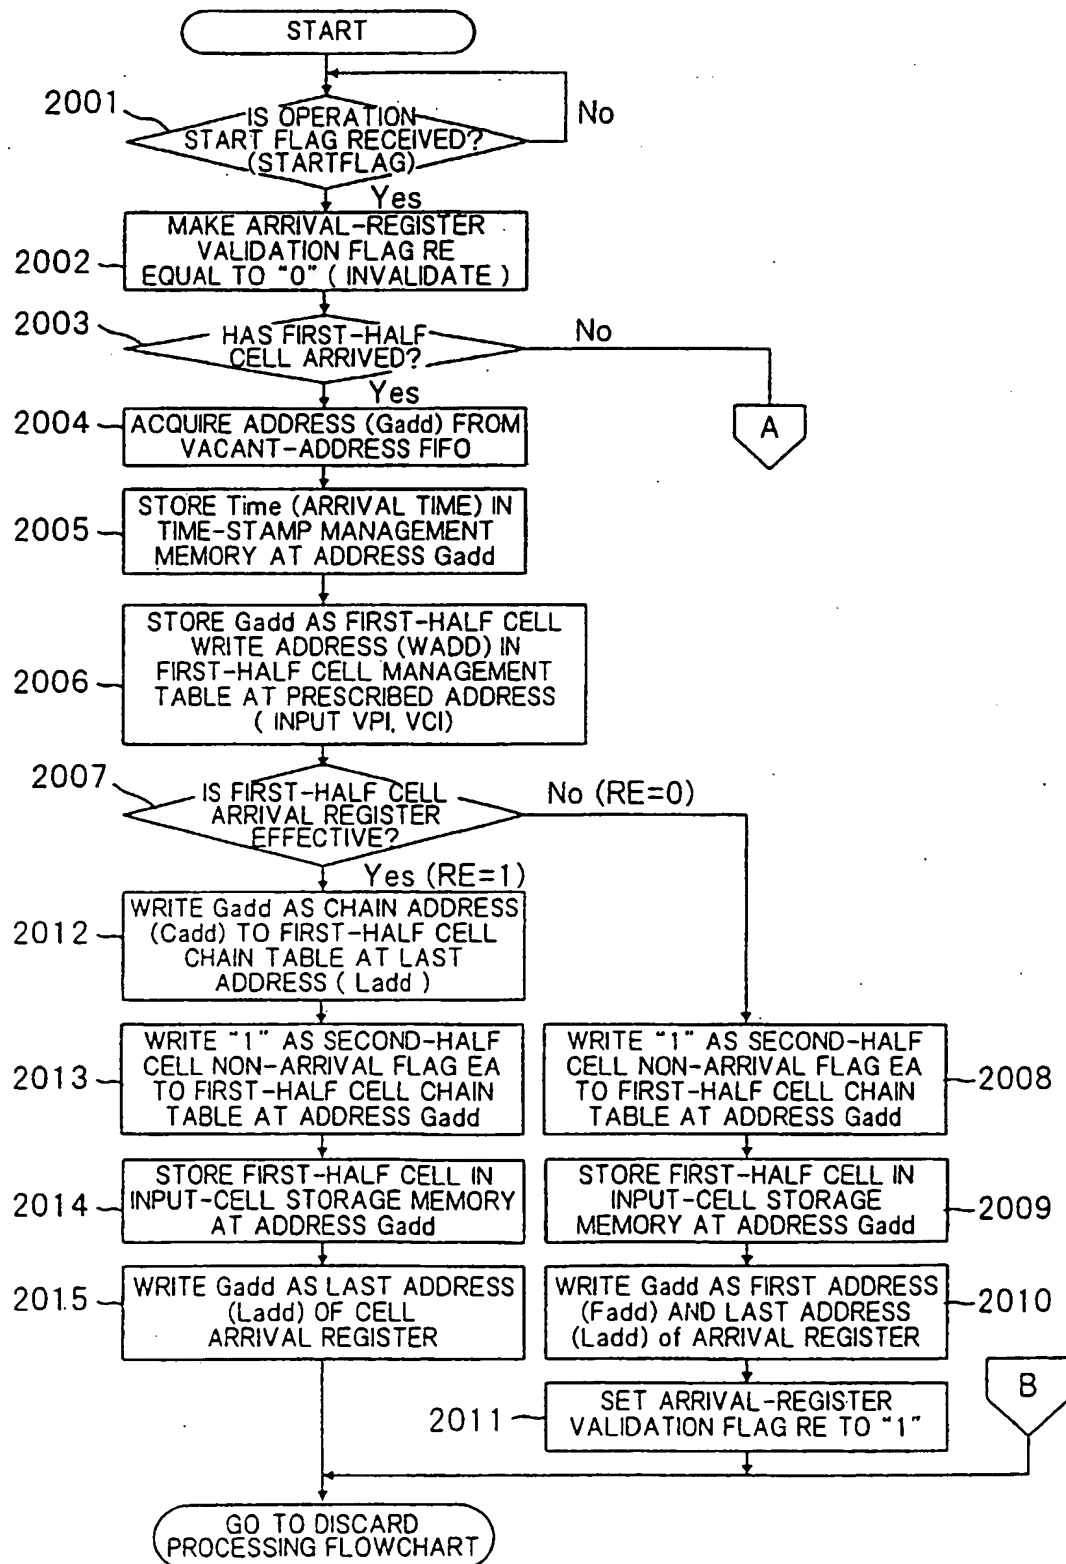 START
2001
IS OPERATION
START FLAG RECEIVED?
(STARTFLAG)
No
Yes
2002
MAKE ARRIVAL-REGISTER
VALIDATION FLAG RE
EQUAL TO "0" ( INVALIDATE )
2003
HAS FIRST-HALF
CELL ARRIVED?
No
Yes
A
2004
ACQUIRE ADDRESS (Gadd) FROM
VACANT-ADDRESS FIFO
2005
STORE Time (ARRIVAL TIME) IN
TIME-STAMP MANAGEMENT
MEMORY AT ADDRESS Gadd
2006
STORE Gadd AS FIRST-HALF CELL
WRITE ADDRESS (WADD) IN
FIRST-HALF CELL MANAGEMENT
TABLE AT PRESCRIBED ADDRESS
( INPUT VPI, VCI)
2007
IS FIRST-HALF CELL
ARRIVAL REGISTER
EFFECTIVE?
No (RE=0)
Yes (RE=1)
2012
WRITE Gadd AS CHAIN ADDRESS
(Cadd) TO FIRST-HALF CELL
CHAIN TABLE AT LAST
ADDRESS ( Ladd )
2013
WRITE "1" AS SECOND-HALF
CELL NON-ARRIVAL FLAG EA
TO FIRST-HALF CELL CHAIN
TABLE AT ADDRESS Gadd
WRITE "1" AS SECOND-HALF
CELL NON-ARRIVAL FLAG EA
TO FIRST-HALF CELL CHAIN
TABLE AT ADDRESS Gadd
2008
2014
STORE FIRST-HALF CELL IN
INPUT-CELL STORAGE MEMORY
AT ADDRESS Gadd
STORE FIRST-HALF CELL IN
INPUT-CELL STORAGE
MEMORY AT ADDRESS Gadd
2009
2015
WRITE Gadd AS LAST ADDRESS
(Ladd) OF CELL
ARRIVAL REGISTER
WRITE Gadd AS FIRST ADDRESS
(Fadd) AND LAST ADDRESS
(Ladd) of ARRIVAL REGISTER
2010
B
2011
SET ARRIVAL-REGISTER
VALIDATION FLAG RE TO "1"
GO TO DISCARD
PROCESSING FLOWCHART